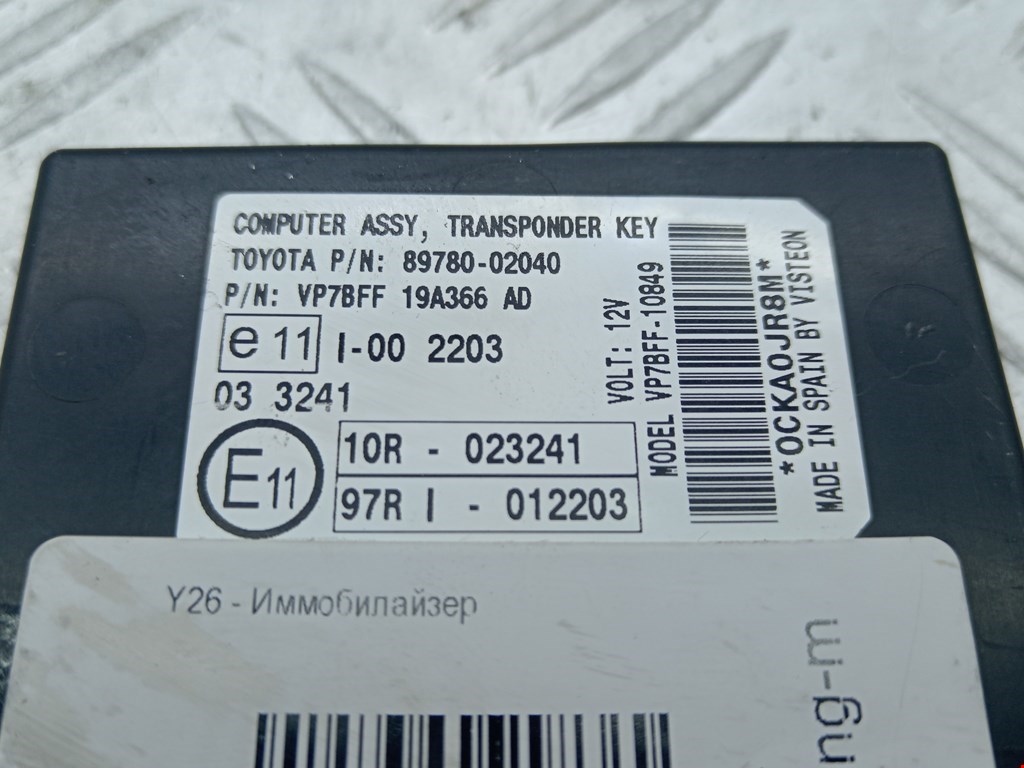 COMPUTER ASSY, TRANSPONDER KEY
TOYOTA P/N: 89780-02040
P/N: VP7BFF 19A366 AD
e 11 I-00 2203
03 3241
E11
10R - 023241
97R I - 012203
VOLT: 12V
MODEL VP7BFF-10849
*OCKA0JR8M*
MADE IN SPAIN BY VISTEON
Y26 - Иммобилайзер
ng-m